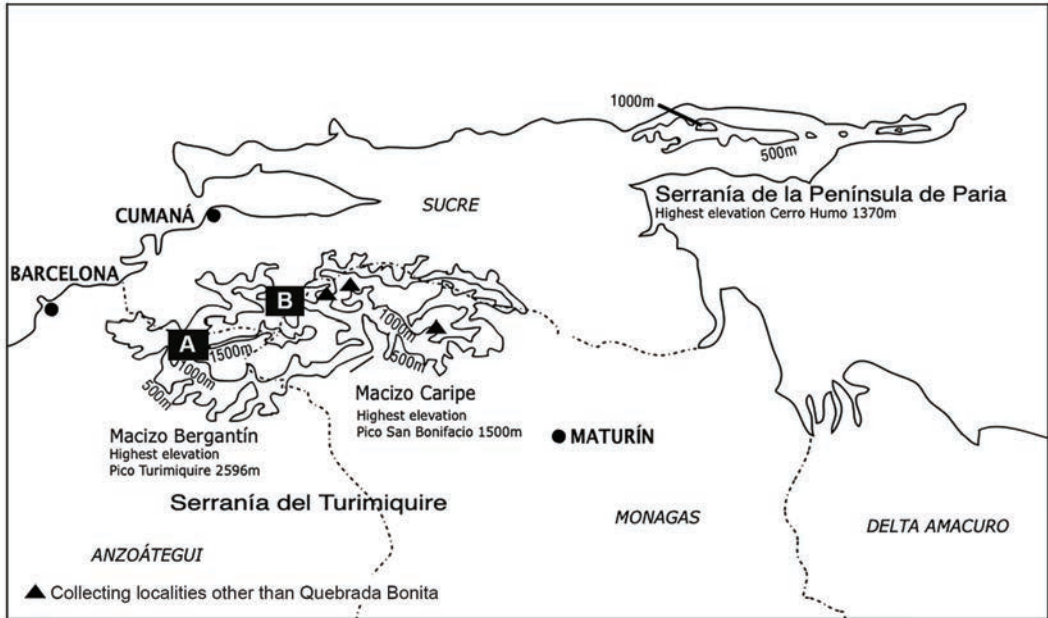 1000m
500m
Serranía de la Península de Paria
Highest elevation Cerro Humo 1370m
SUCRE
CUMANÁ
BARCELONA
B
A
1500m
1000m
500m
1000m
500m
Macizo Caripe
Highest elevation
Pico San Bonifacio 1500m
Macizo Bergantín
Highest elevation
Pico Turimiquire 2596m
MATURÍN
Serranía del Turimiquire
MONAGAS
DELTA AMACURO
ANZOÁTEGUI
Collecting localities other than Quebrada Bonita